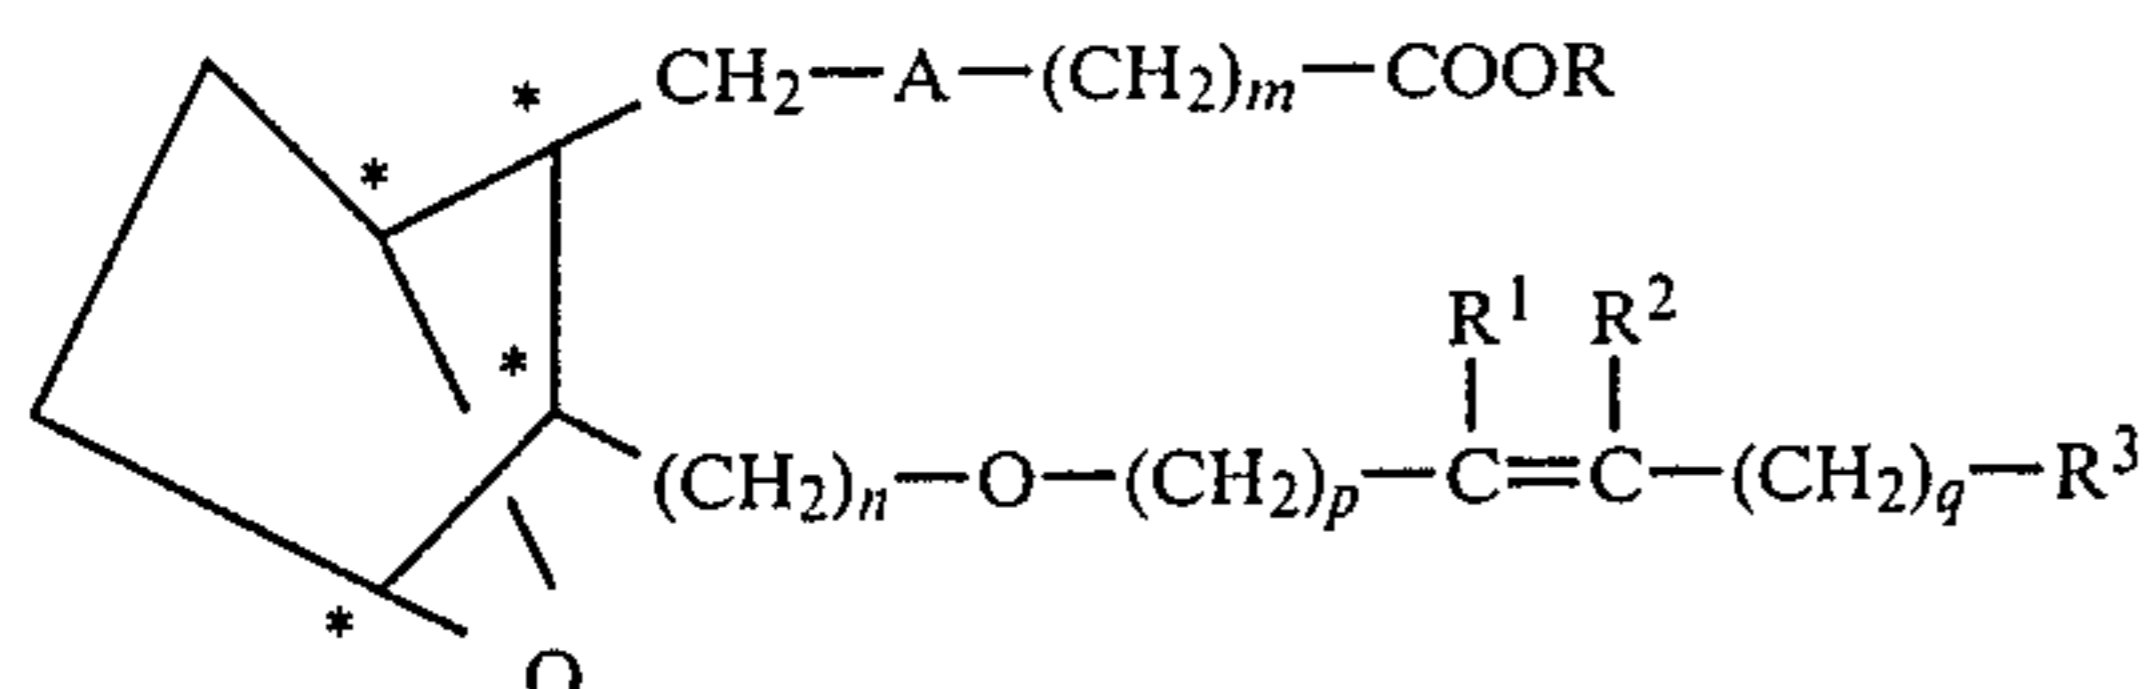 * CH₂—A—(CH₂)ₘ—COOR
*
R¹ R²
* (CH₂)ₙ—O—(CH₂)ₚ—C=C—(CH₂)q—R³
*
O